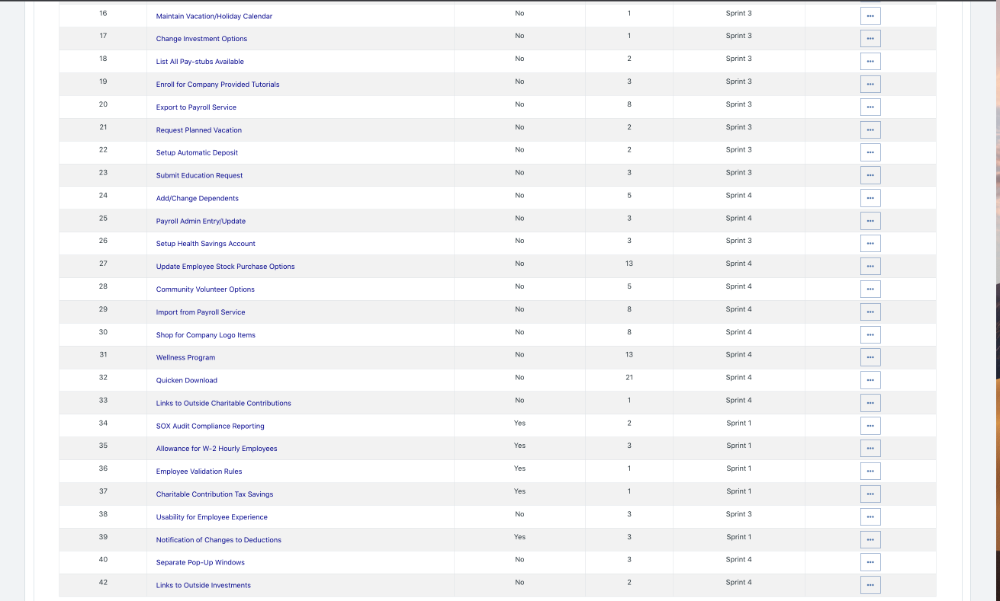 16 Maintain Vacation/Holiday Calendar No 1 Sprint 3 •••
17 Change Investment Options No 1 Sprint 3 •••
18 List All Pay-stubs Available No 2 Sprint 3 •••
19 Enroll for Company Provided Tutorials No 3 Sprint 3 •••
20 Export to Payroll Service No 8 Sprint 3 •••
21 Request Planned Vacation No 2 Sprint 3 •••
22 Setup Automatic Deposit No 2 Sprint 3 •••
23 Submit Education Request No 3 Sprint 3 •••
24 Add/Change Dependents No 5 Sprint 4 •••
25 Payroll Admin Entry/Update No 3 Sprint 4 •••
26 Setup Health Savings Account No 3 Sprint 3 •••
27 Update Employee Stock Purchase Options No 13 Sprint 4 •••
28 Community Volunteer Options No 5 Sprint 4 •••
29 Import from Payroll Service No 8 Sprint 4 •••
30 Shop for Company Logo Items No 8 Sprint 4 •••
31 Wellness Program No 13 Sprint 4 •••
32 Quicken Download No 21 Sprint 4 •••
33 Links to Outside Charitable Contributions No 1 Sprint 4 •••
34 SOX Audit Compliance Reporting Yes 2 Sprint 1 •••
35 Allowance for W-2 Hourly Employees Yes 3 Sprint 1 •••
36 Employee Validation Rules Yes 1 Sprint 1 •••
37 Charitable Contribution Tax Savings Yes 1 Sprint 1 •••
38 Usability for Employee Experience No 3 Sprint 3 •••
39 Notification of Changes to Deductions Yes 3 Sprint 1 •••
40 Separate Pop-Up Windows No 3 Sprint 4 •••
42 Links to Outside Investments No 2 Sprint 4 •••